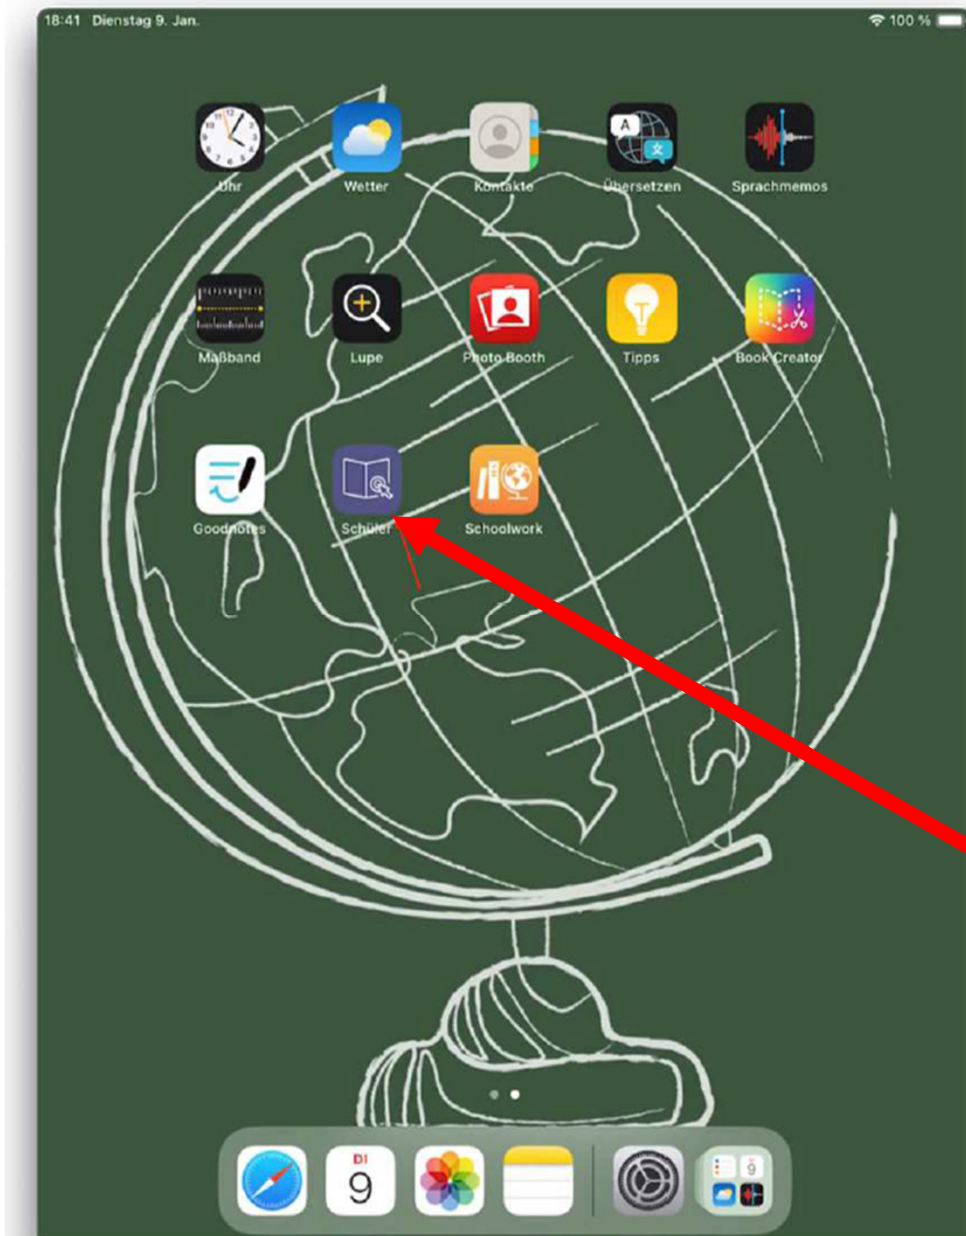 18:41 Dienstag 9. Jan. 100 %
Uhr Wetter Kontakte Übersetzen Sprachmemos
Maßband Lupe Photo Booth Tipps Book Creator
Goodnotes Schüler Schoolwork
DI
9